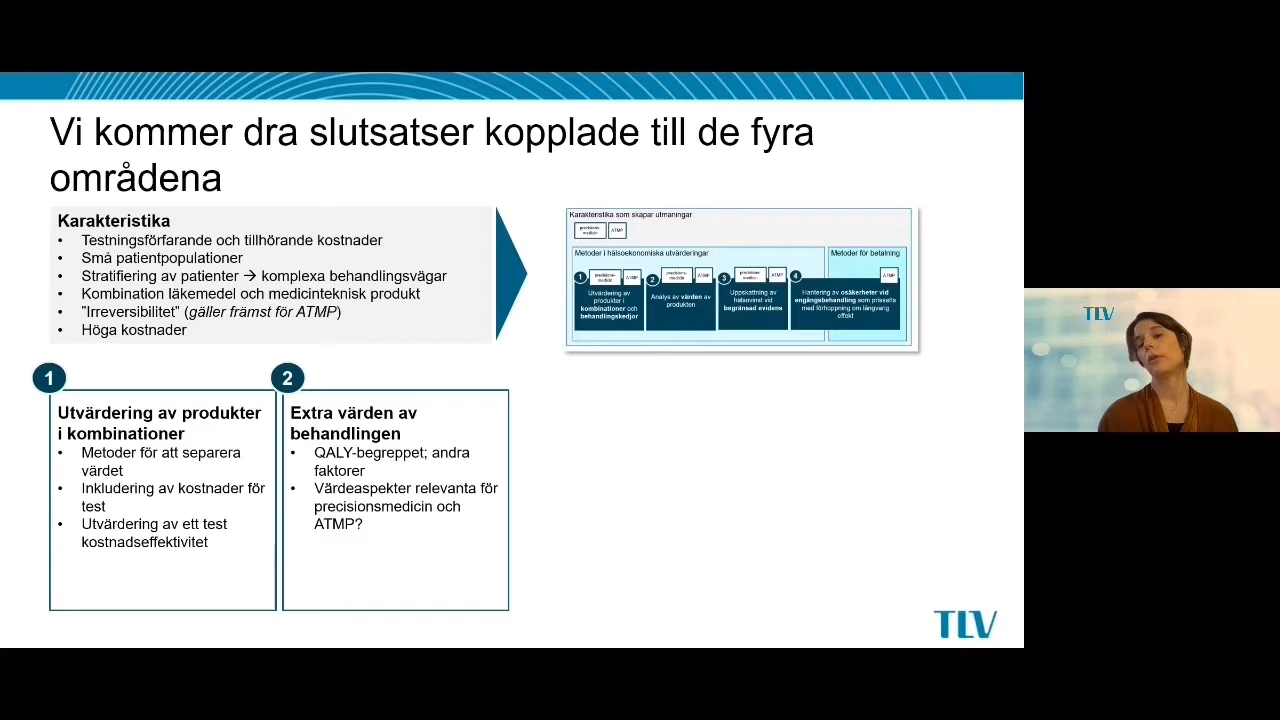 Vi kommer dra slutsatser kopplade till de fyra
områdena
Karakteristika
• Testningsförfarande och tillhörande kostnader
• Små patientpopulationer
• Stratifiering av patienter → komplexa behandlingsvägar
• Kombination läkemedel och medicinteknisk produkt
• "Irreversibilitet" (gäller främst för ATMP)
• Höga kostnader
Karakteristika som skapar utmaningar
precisions-
medicin
ATMP
Metoder i hälsoekonomiska utvärderingar
Metoder för betalning
1
precisions-
medicin
ATMP
Utvärdering av
produkter i
kombinationer och
behandlingskedjor
2
precisions-
medicin
ATMP
Analys av värden av
produkten
3
precisions-
medicin
ATMP
Uppskattning av
hälsovinst vid
begränsad evidens
4
ATMP
Hantering av osäkerheter vid
engångsbehandling som prissatts
med förhoppning om långvarig
effekt
1
Utvärdering av produkter
i kombinationer
• Metoder för att separera
värdet
• Inkludering av kostnader för
test
• Utvärdering av ett test
kostnadseffektivitet
2
Extra värden av
behandlingen
• QALY-begreppet; andra
faktorer
• Värdeaspekter relevanta för
precisionsmedicin och
ATMP?
TLV
TLV